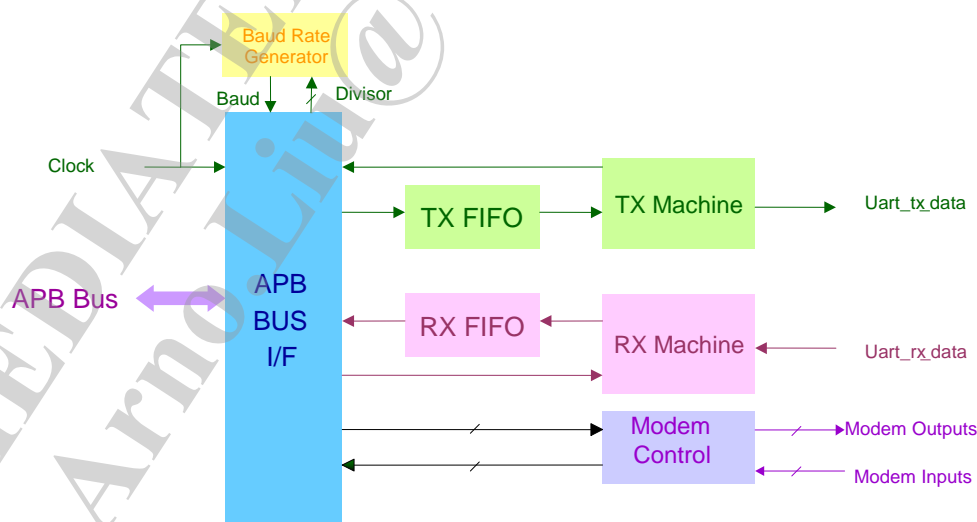 Baud Rate
Generator
Baud
Divisor
Clock
TX FIFO
TX Machine
Uart_tx_data
APB Bus
APB
BUS
I/F
RX FIFO
RX Machine
Uart_rx_data
Modem
Control
Modem Outputs
Modem Inputs